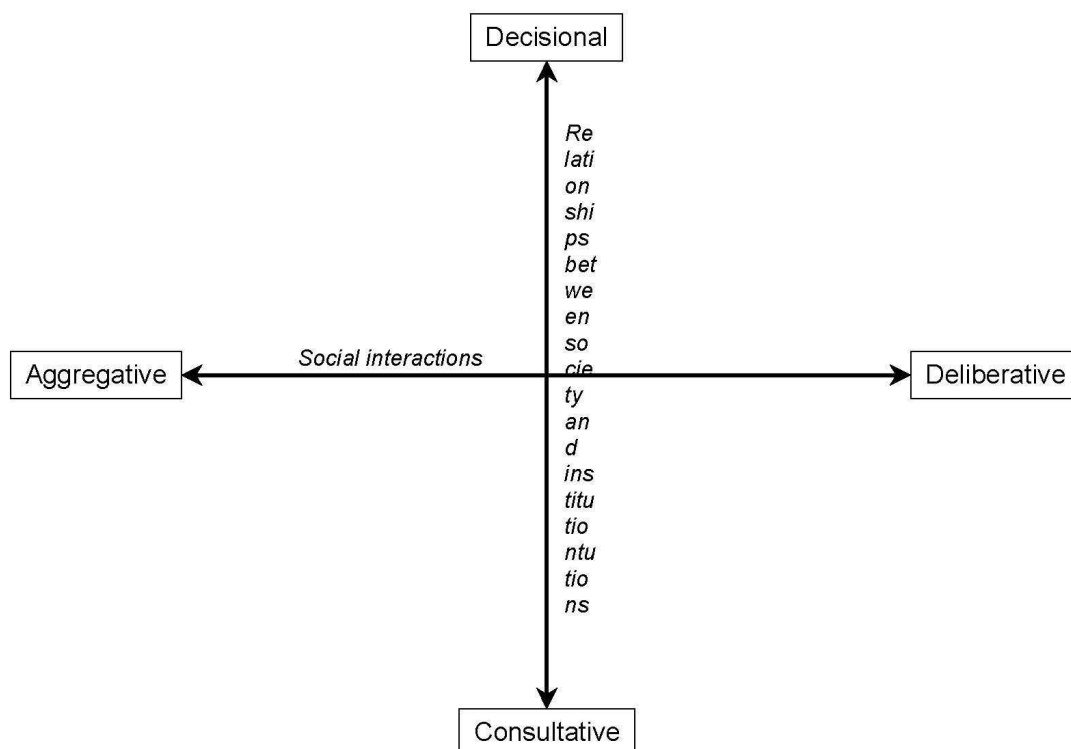 Decisional
Re
lati
on
shi
ps
bet
we
en
so
cie
ty
an
d
ins
titu
tio
ntu
tio
ns
Social interactions
Aggregative
Deliberative
Consultative